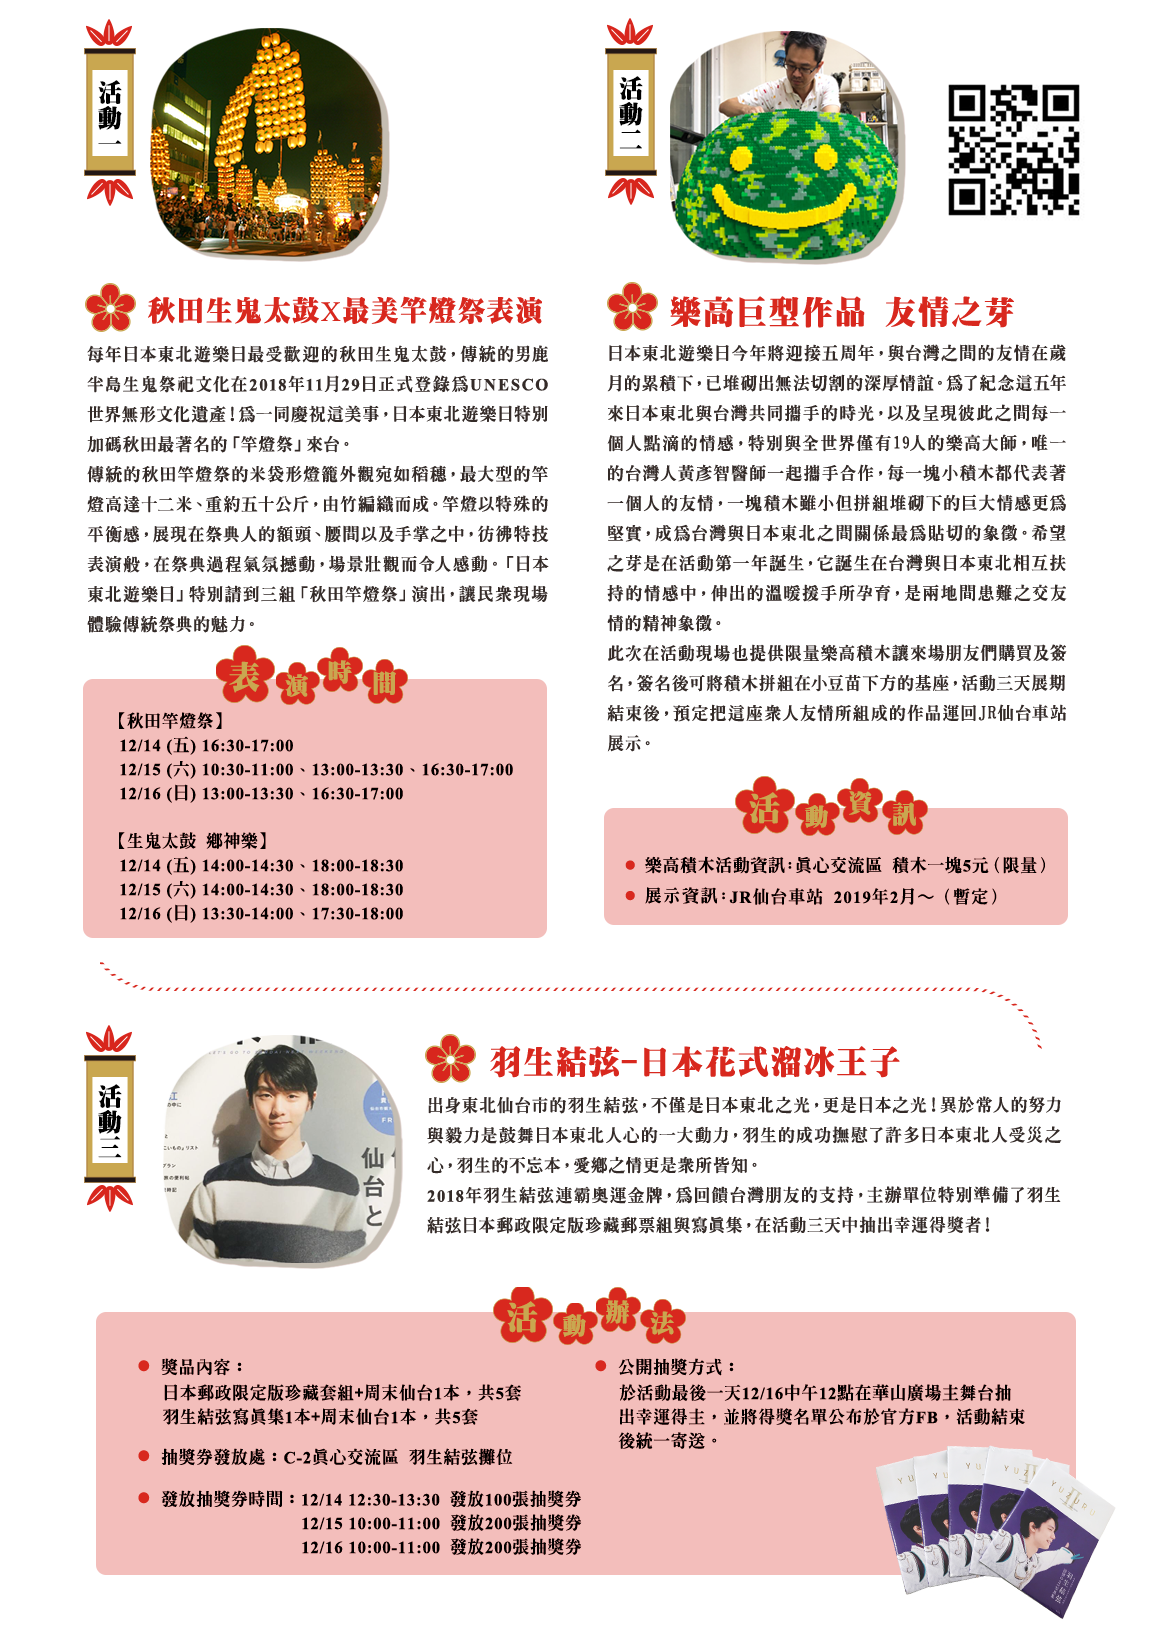 活動一
秋田生鬼太鼓X最美竿燈祭表演
每年日本東北遊樂日最受歡迎的秋田生鬼太鼓，傳統的男鹿
半島生鬼祭祀文化在2018年11月29日正式登錄為UNESCO
世界無形文化遺產！為一同慶祝這美事，日本東北遊樂日特別
加碼秋田最著名的「竿燈祭」來台。
傳統的秋田竿燈祭的米袋形燈籠外觀宛如稻穗，最大型的竿
燈高達十二米、重約五十公斤，由竹編織而成。竿燈以特殊的
平衡感，展現在祭典人的額頭、腰間以及手掌之中，彷彿特技
表演般，在祭典過程氣氛撼動，場景壯觀而令人感動。「日本
東北遊樂日」特別請到三組「秋田竿燈祭」演出，讓民眾現場
體驗傳統祭典的魅力。
表演時間
【秋田竿燈祭】
12/14 (五) 16:30-17:00
12/15 (六) 10:30-11:00、13:00-13:30、16:30-17:00
12/16 (日) 13:00-13:30、16:30-17:00
【生鬼太鼓 鄉神樂】
12/14 (五) 14:00-14:30、18:00-18:30
12/15 (六) 14:00-14:30、18:00-18:30
12/16 (日) 13:30-14:00、17:30-18:00
活動二
樂高巨型作品 友情之芽
日本東北遊樂日今年將迎接五周年，與台灣之間的友情在歲
月的累積下，已堆砌出無法切割的深厚情誼。為了紀念這五年
來日本東北與台灣共同攜手的時光，以及呈現彼此之間每一
個人點滴的情感，特別與全世界僅有19人的樂高大師，唯一
的台灣人黃彥智醫師一起攜手合作，每一塊小積木都代表著
一個人的友情，一塊積木雖小但拼組堆砌下的巨大情感更為
堅實，成為台灣與日本東北之間關係最為貼切的象徵。希望
之芽是在活動第一年誕生，它誕生在台灣與日本東北相互扶
持的情感中，伸出的溫暖援手所孕育，是兩地間患難之交友
情的精神象徵。
此次在活動現場也提供限量樂高積木讓來場朋友們購買及簽
名，簽名後可將積木拼組在小豆苗下方的基座，活動三天展期
結束後，預定把這座眾人友情所組成的作品運回JR仙台車站
展示。
活動資訊
● 樂高積木活動資訊：真心交流區 積木一塊5元（限量）
● 展示資訊：JR仙台車站 2019年2月～（暫定）
活動三
仙台と
羽生結弦-日本花式溜冰王子
出身東北仙台市的羽生結弦，不僅是日本東北之光，更是日本之光！異於常人的努力
與毅力是鼓舞日本東北人心的一大動力，羽生的成功撫慰了許多日本東北人受災之
心，羽生的不忘本，愛鄉之情更是眾所皆知。
2018年羽生結弦連霸奧運金牌，為回饋台灣朋友的支持，主辦單位特別準備了羽生
結弦日本郵政限定版珍藏郵票組與寫真集，在活動三天中抽出幸運得獎者！
活動辦法
● 獎品內容：
日本郵政限定版珍藏套組+周末仙台1本，共5套
羽生結弦寫真集1本+周末仙台1本，共5套
● 抽獎券發放處：C-2真心交流區 羽生結弦攤位
● 發放抽獎券時間：12/14 12:30-13:30 發放100張抽獎券
12/15 10:00-11:00 發放200張抽獎券
12/16 10:00-11:00 發放200張抽獎券
● 公開抽獎方式：
於活動最後一天12/16中午12點在華山廣場主舞台抽
出幸運得主，並將得獎名單公布於官方FB，活動結束
後統一寄送。
YUZURU